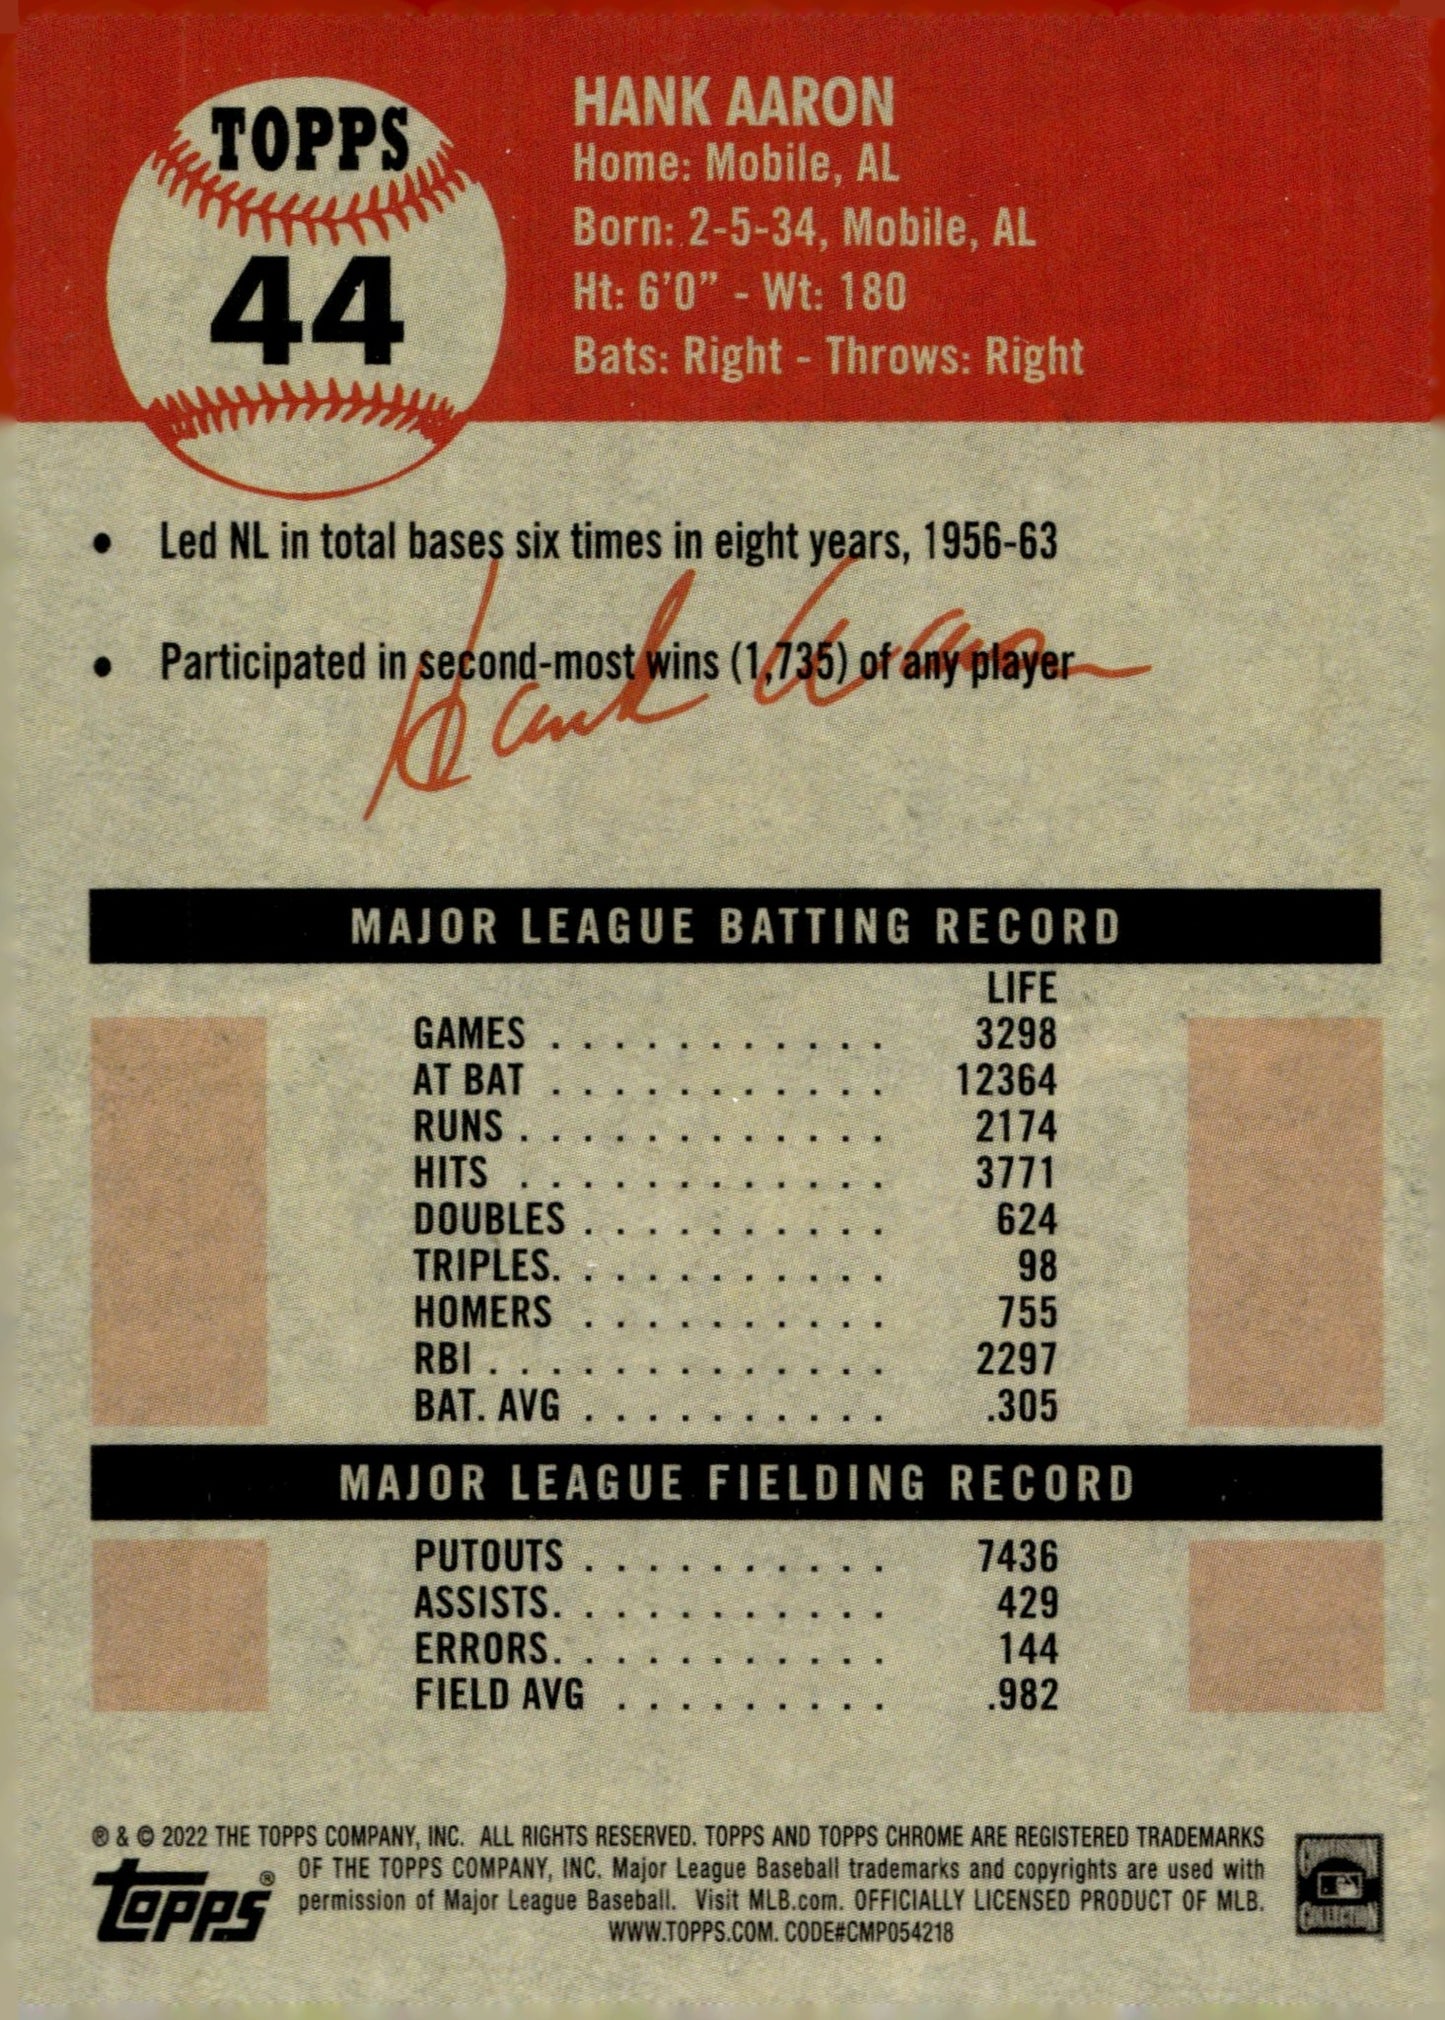 TOPPS
44
HANK AARON
Home: Mobile, AL
Born: 2-5-34, Mobile, AL
Ht: 6'0" - Wt: 180
Bats: Right - Throws: Right
• Led NL in total bases six times in eight years, 1956-63
• Participated in second-most wins (1,735) of any player
Hank Aaron
MAJOR LEAGUE BATTING RECORD
LIFE
GAMES . . . . . . . . . . . 3298
AT BAT . . . . . . . . . . . 12364
RUNS . . . . . . . . . . . . 2174
HITS . . . . . . . . . . . . 3771
DOUBLES . . . . . . . . . . 624
TRIPLES. . . . . . . . . . . 98
HOMERS . . . . . . . . . . 755
RBI . . . . . . . . . . . . . 2297
BAT. AVG . . . . . . . . . . .305
MAJOR LEAGUE FIELDING RECORD
PUTOUTS . . . . . . . . . . 7436
ASSISTS. . . . . . . . . . . 429
ERRORS. . . . . . . . . . . 144
FIELD AVG . . . . . . . . . .982
® & © 2022 THE TOPPS COMPANY, INC. ALL RIGHTS RESERVED. TOPPS AND TOPPS CHROME ARE REGISTERED TRADEMARKS
OF THE TOPPS COMPANY, INC. Major League Baseball trademarks and copyrights are used with
permission of Major League Baseball. Visit MLB.com. OFFICIALLY LICENSED PRODUCT OF MLB.
WWW.TOPPS.COM. CODE#CMP054218
Topps®
COLLECTION